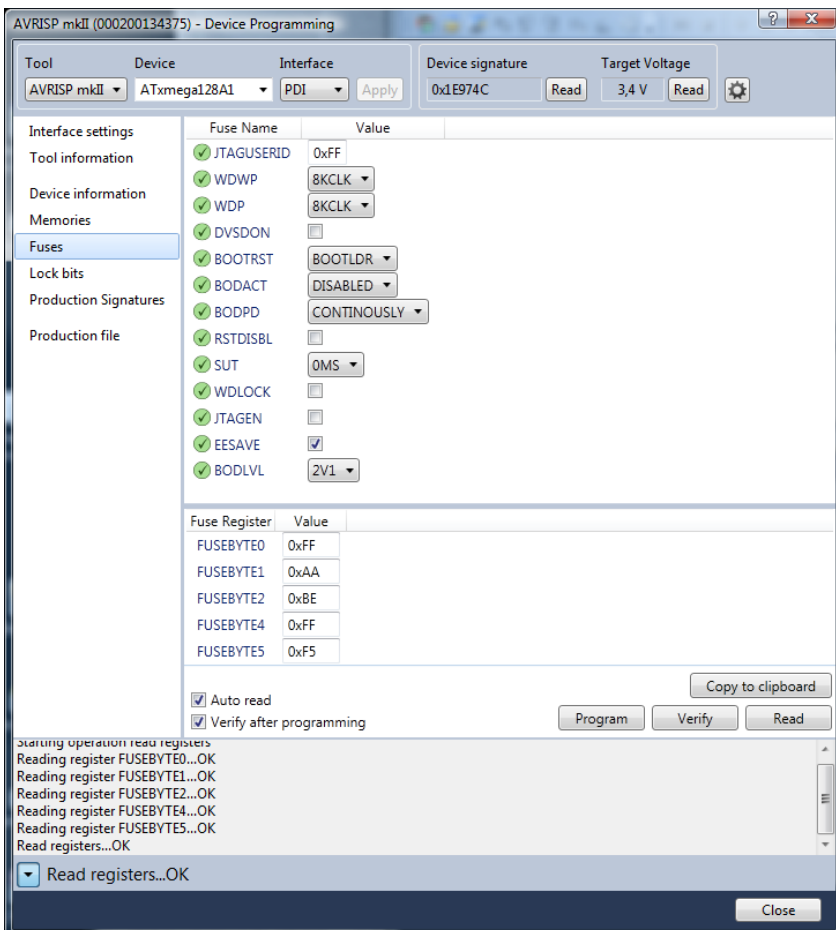 AVRISP mkII (000200134375) - Device Programming
Tool Device Interface Device signature Target Voltage
AVRISP mkII ATxmega128A1 PDI Apply 0x1E974C Read 3,4 V Read
Interface settings
Tool information
Device information
Memories
Fuses
Lock bits
Production Signatures
Production file
Fuse Name Value
JTAGUSERID 0xFF
WDWP 8KCLK
WDP 8KCLK
DVSDON
BOOTRST BOOTLDR
BODACT DISABLED
BODPD CONTINOUSLY
RSTDISBL
SUT 0MS
WDLOCK
JTAGEN
EESAVE
BODLVL 2V1
Fuse Register Value
FUSEBYTE0 0xFF
FUSEBYTE1 0xAA
FUSEBYTE2 0xBE
FUSEBYTE4 0xFF
FUSEBYTE5 0xF5
Copy to clipboard
Auto read
Verify after programming
Program Verify Read
Starting operation read registers
Reading register FUSEBYTE0...OK
Reading register FUSEBYTE1...OK
Reading register FUSEBYTE2...OK
Reading register FUSEBYTE4...OK
Reading register FUSEBYTE5...OK
Read registers...OK
Read registers...OK
Close